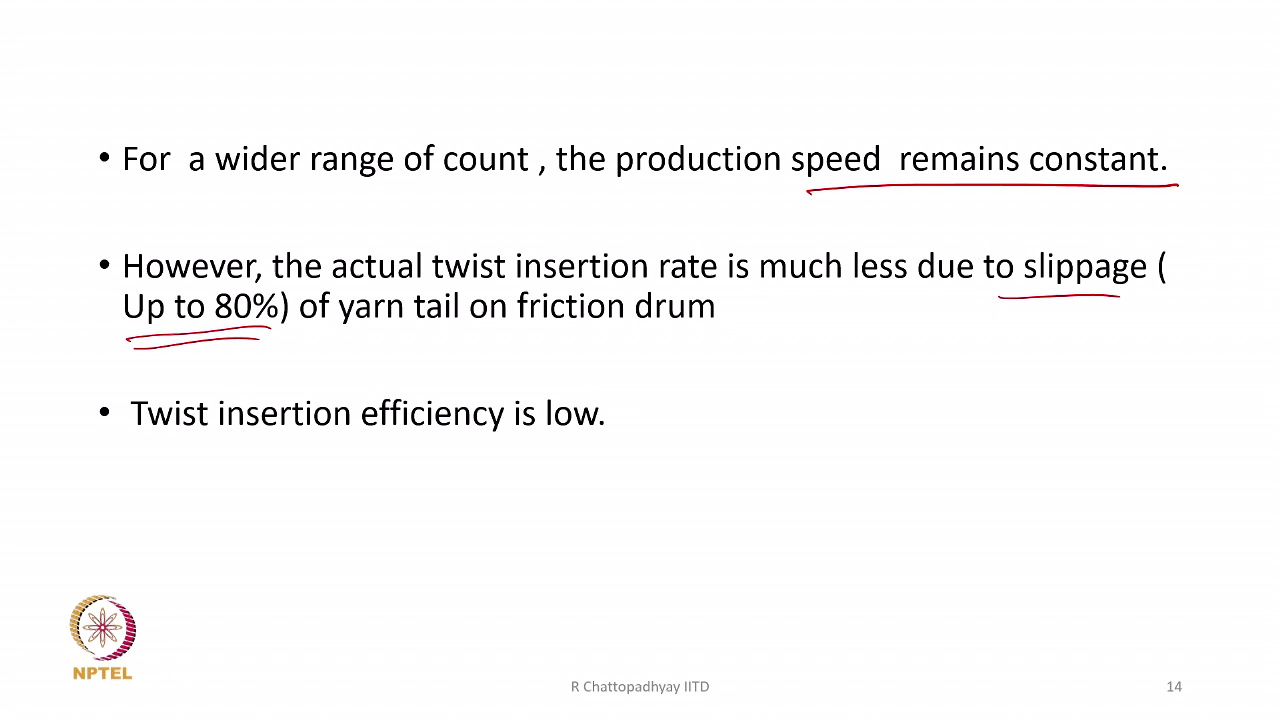 • For a wider range of count , the production speed remains constant.
• However, the actual twist insertion rate is much less due to slippage (
Up to 80%) of yarn tail on friction drum
• Twist insertion efficiency is low.
NPTEL
R Chattopadhyay IITD
14